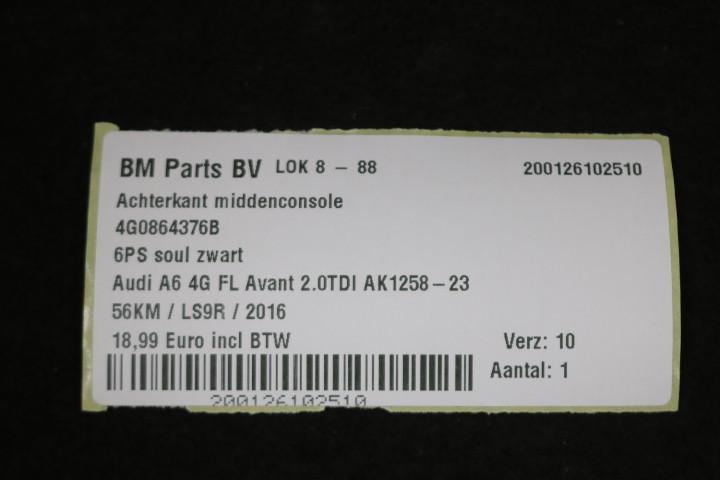 BM Parts BV LOK 8 – 88 200126102510
Achterkant middenconsole
4G0864376B
6PS soul zwart
Audi A6 4G FL Avant 2.0TDI AK1258–23
56KM / LS9R / 2016
18,99 Euro incl BTW Verz: 10
Aantal: 1
200126102510